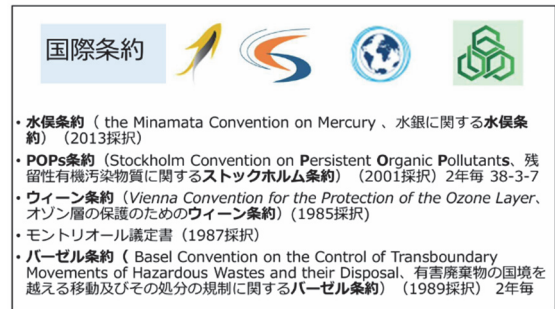 国際条約
• 水俣条約（ the Minamata Convention on Mercury 、水銀に関する水俣条
約）（2013採択）
• POPs条約（Stockholm Convention on Persistent Organic Pollutants、残
留性有機汚染物質に関するストックホルム条約）（2001採択）2年毎 38-3-7
• ウィーン条約（Vienna Convention for the Protection of the Ozone Layer、
オゾン層の保護のためのウィーン条約）(1985採択)
• モントリオール議定書（1987採択）
• バーゼル条約（ Basel Convention on the Control of Transboundary
Movements of Hazardous Wastes and their Disposal、有害廃棄物の国境を
越える移動及びその処分の規制に関するバーゼル条約）（1989採択） 2年毎